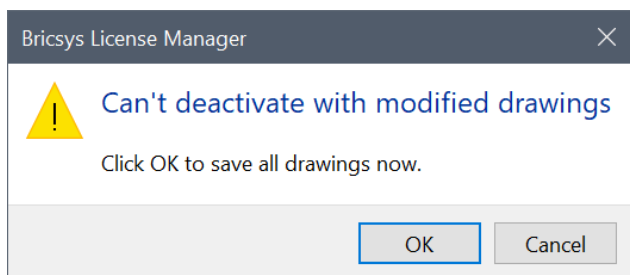 Bricsys License Manager
Can't deactivate with modified drawings
Click OK to save all drawings now.
OK
Cancel